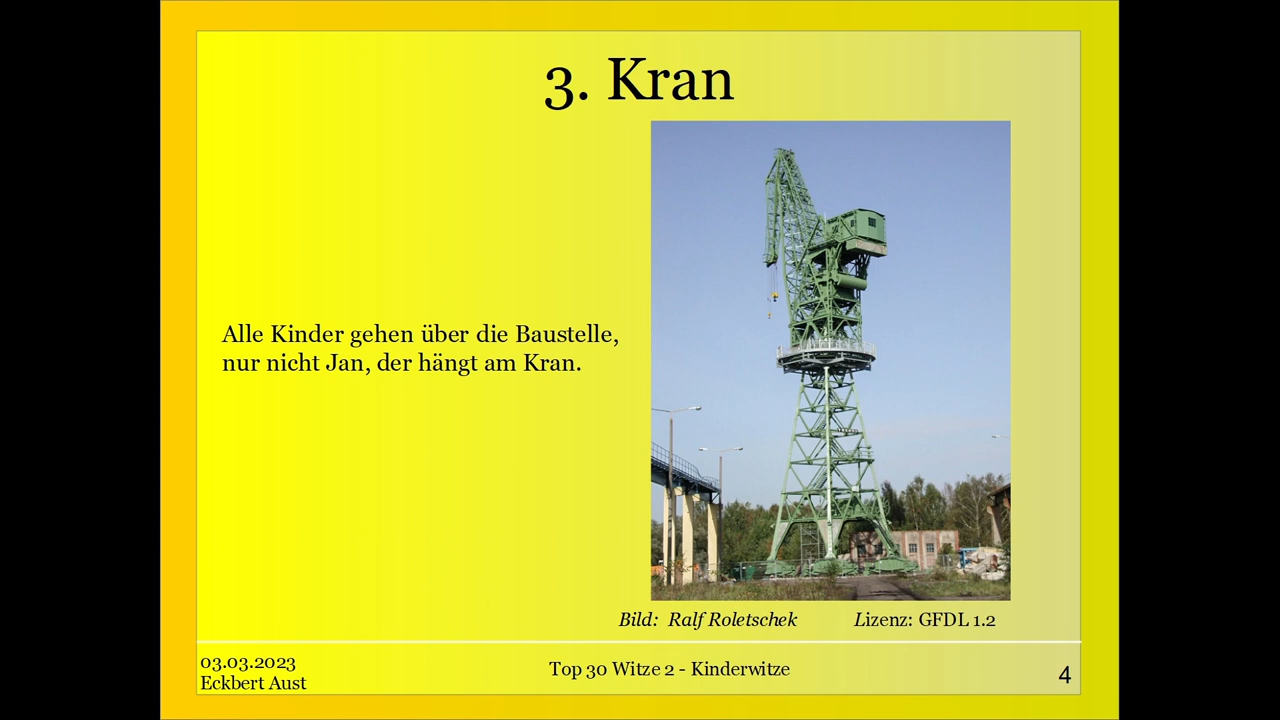 3. Kran
Alle Kinder gehen über die Baustelle,
nur nicht Jan, der hängt am Kran.
Bild: Ralf Roletschek Lizenz: GFDL 1.2
03.03.2023
Eckbert Aust
Top 30 Witze 2 - Kinderwitze
4